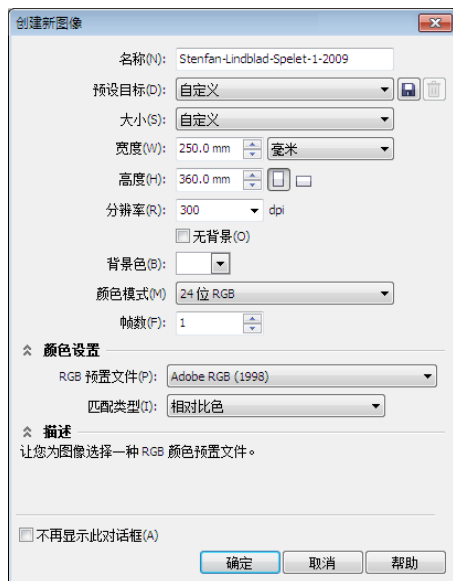 创建新图像
名称(N): Stenfan-Lindblad-Spelet-1-2009
预设目标(D): 自定义
大小(S): 自定义
宽度(W): 250.0 mm 毫米
高度(H): 360.0 mm
分辨率(R): 300 dpi
无背景(O)
背景色(B):
颜色模式(M) 24 位 RGB
帧数(F): 1
颜色设置
RGB 预置文件(P): Adobe RGB (1998)
匹配类型(I): 相对比色
描述
让您为图像选择一种 RGB 颜色预置文件。
不再显示此对话框(A)
确定 取消 帮助